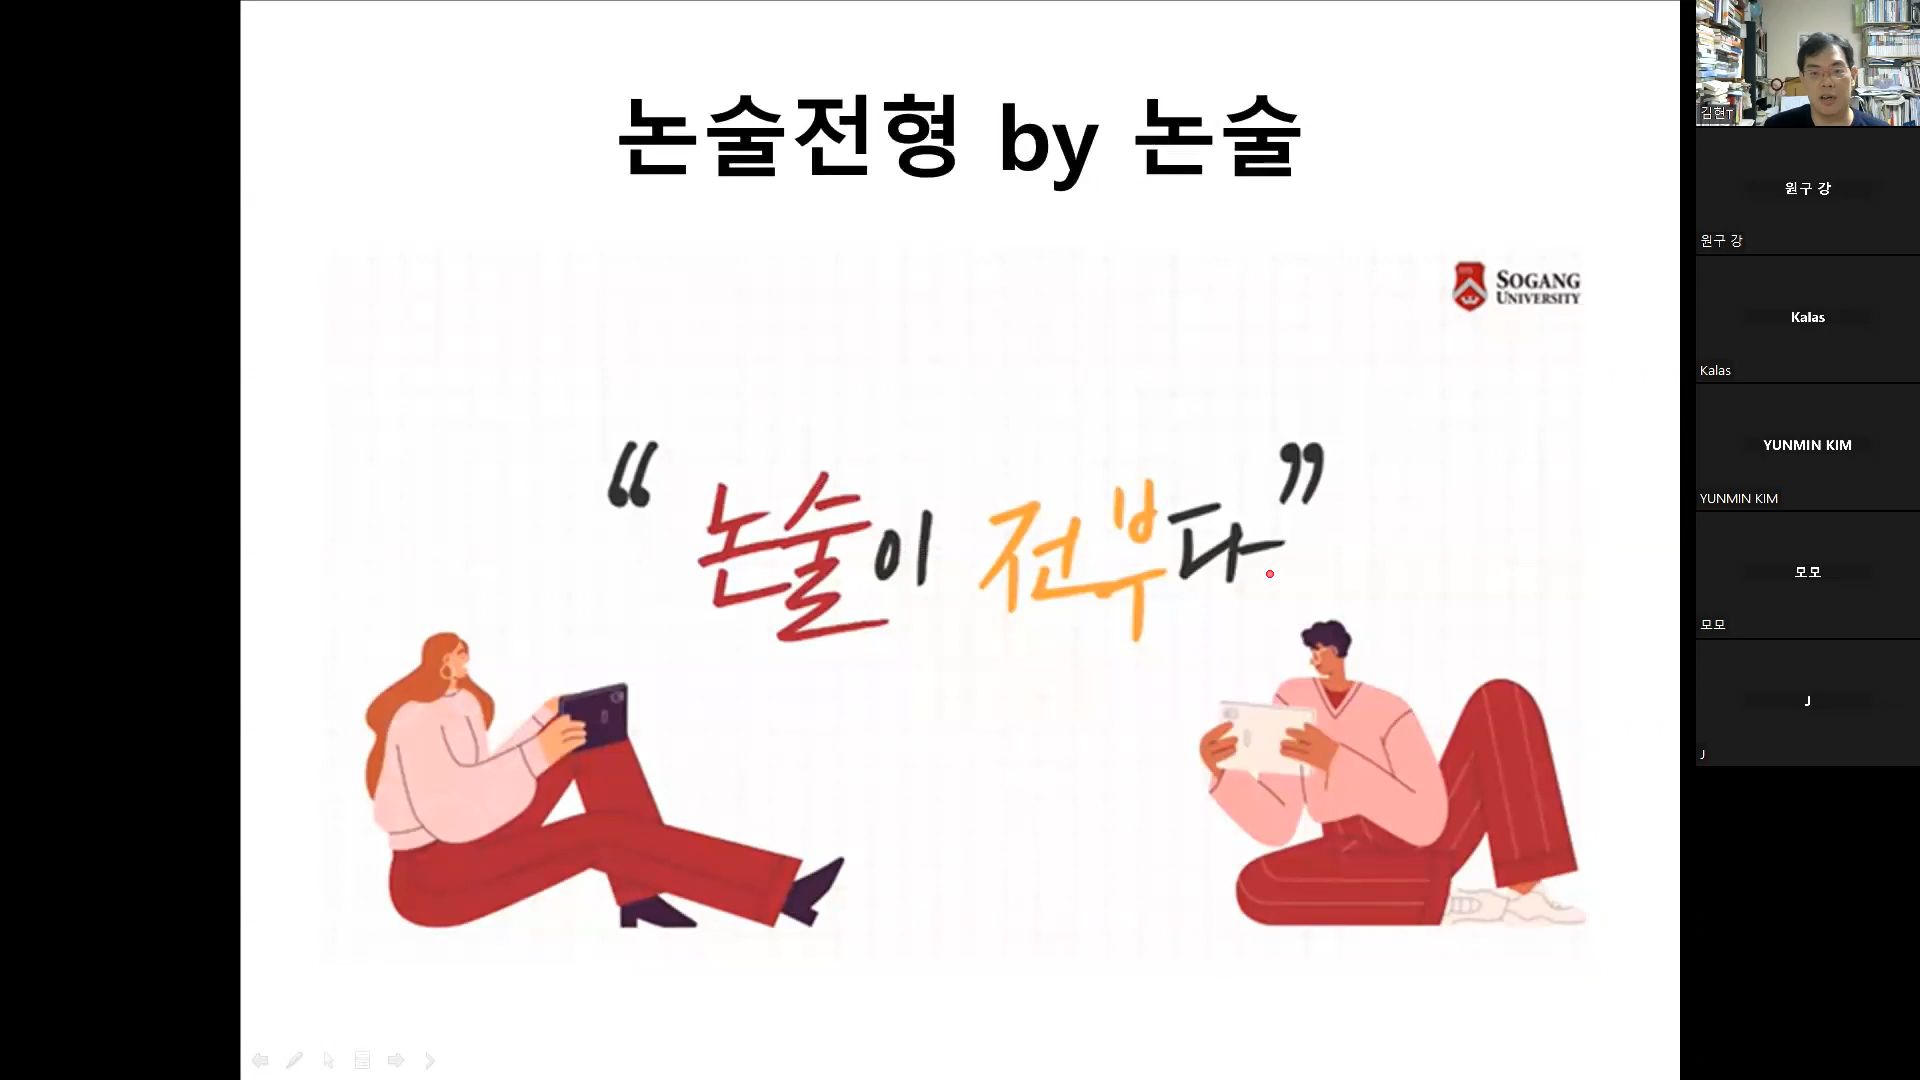 논술전형 by 논술
SOGANG
UNIVERSITY
“논술이 전부다”
김현T
원구 강
원구 강
Kalas
Kalas
YUNMIN KIM
YUNMIN KIM
모모
모모
J
J